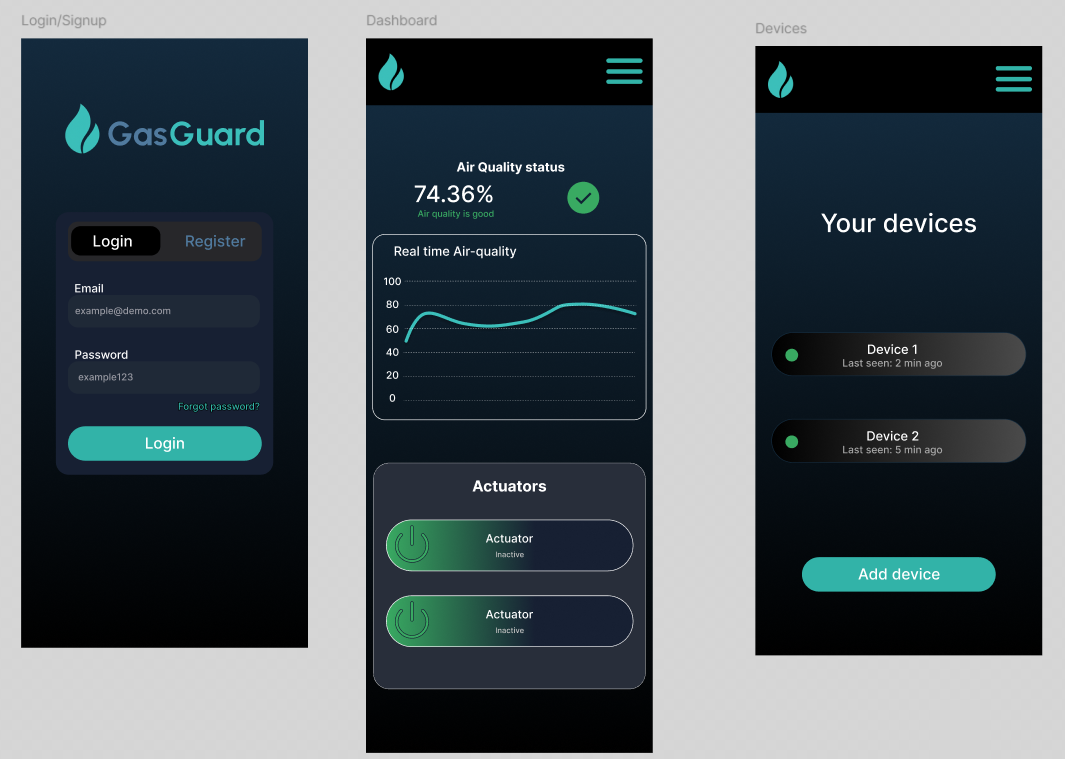 Login/Signup
GasGuard
Login
Register
Email
example@demo.com
Password
example123
Forgot password?
Login
Dashboard
Air Quality status
74.36%
Air quality is good
Real time Air-quality
100
80
60
40
20
0
Actuators
Actuator
Inactive
Actuator
Inactive
Devices
Your devices
Device 1
Last seen: 2 min ago
Device 2
Last seen: 5 min ago
Add device